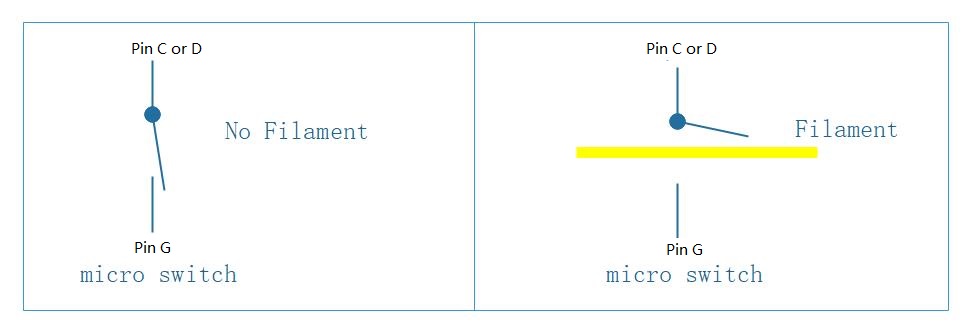 Pin C or D
No Filament
Pin G
micro switch
Pin C or D
Filament
Pin G
micro switch